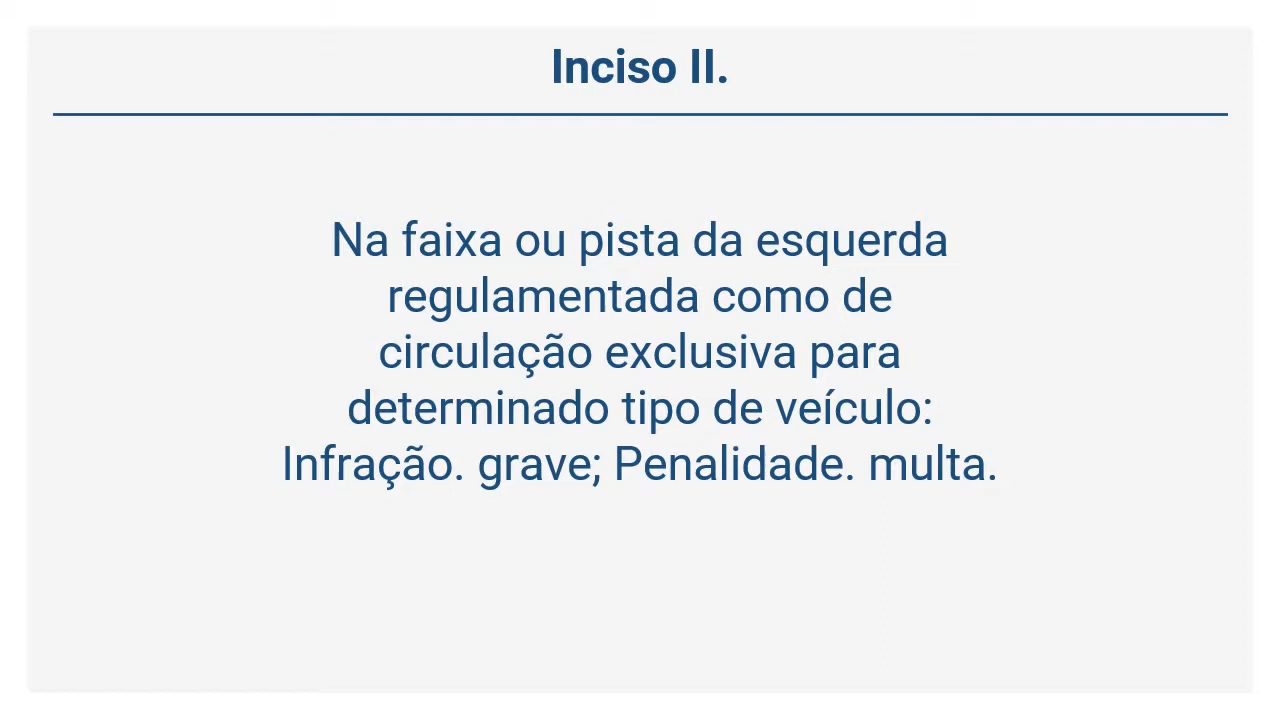 Inciso II.
Na faixa ou pista da esquerda
regulamentada como de
circulação exclusiva para
determinado tipo de veículo:
Infração. grave; Penalidade. multa.